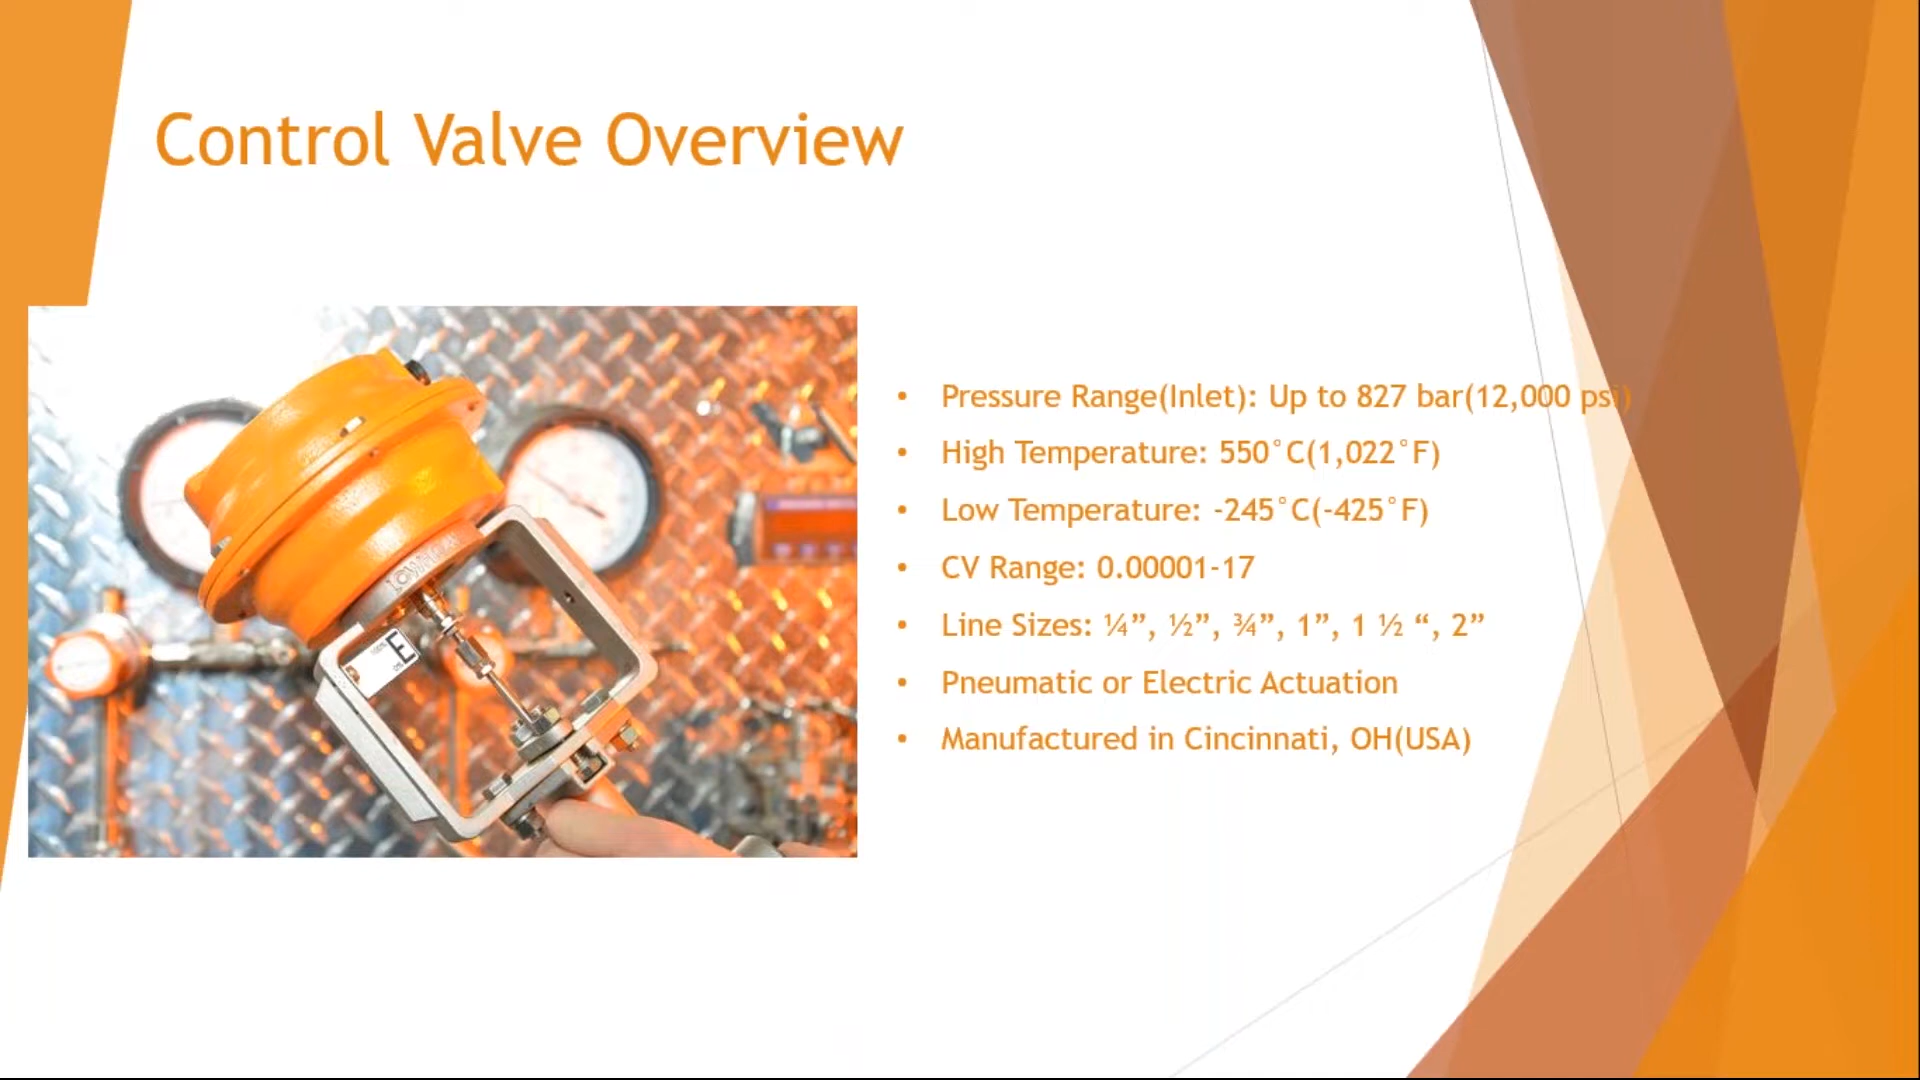 Control Valve Overview
• Pressure Range(Inlet): Up to 827 bar(12,000 psi)
• High Temperature: 550°C(1,022°F)
• Low Temperature: -245°C(-425°F)
• CV Range: 0.00001-17
• Line Sizes: ¼”, ½”, ¾”, 1”, 1 ½ “, 2”
• Pneumatic or Electric Actuation
• Manufactured in Cincinnati, OH(USA)